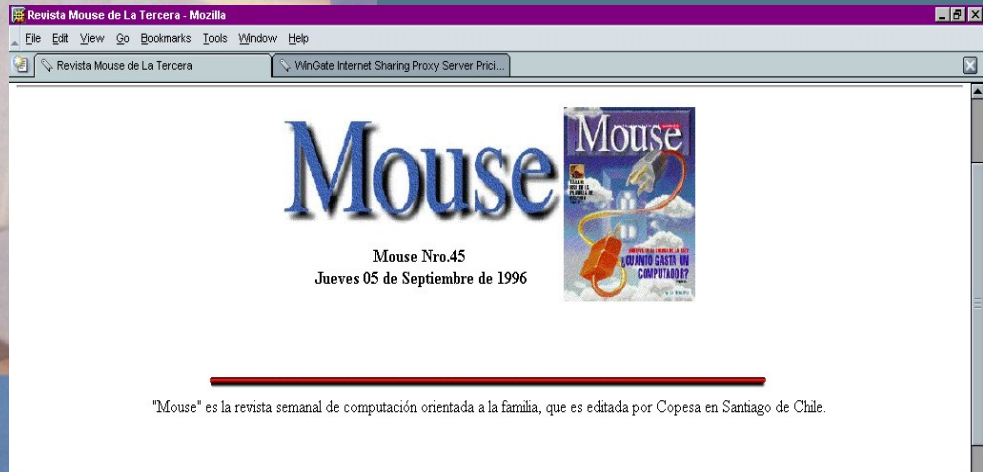 Revista Mouse de La Tercera - Mozilla
File Edit View Go Bookmarks Tools Window Help
Revista Mouse de La Tercera
WinGate Internet Sharing Proxy Server Prici...
Mouse
Mouse
¿CUANTO GASTA UN
COMPUTADOR?
Mouse Nro.45
Jueves 05 de Septiembre de 1996
"Mouse" es la revista semanal de computación orientada a la familia, que es editada por Copesa en Santiago de Chile.